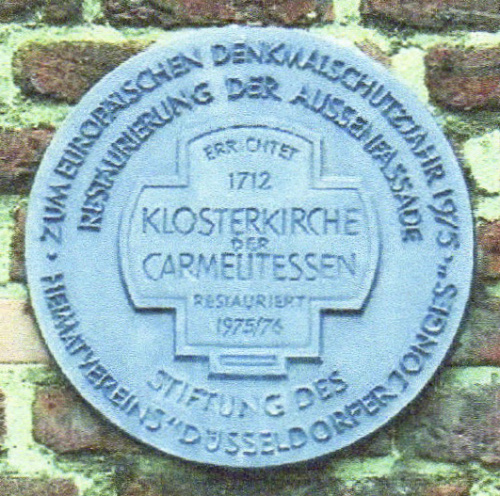 ZUM EUROPÄISCHEN DENKMALSCHUTZJAHR 1975
RESTAURIERUNG DER AUSSENFASSADE
ERRICHTET
1712
KLOSTERKIRCHE
DER
CARMELITESSEN
RESTAURIERT
1975/76
STIFTUNG DES
HEIMATVEREINS "DÜSSELDORFER JONGES"